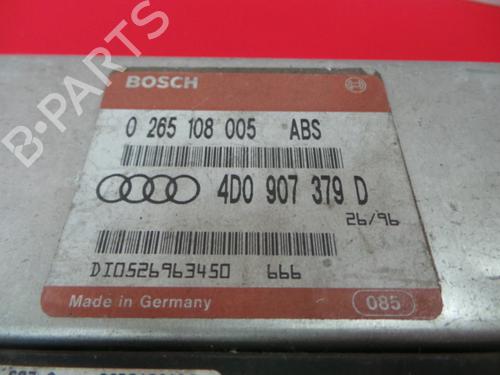 BOSCH
0 265 108 005 ABS
4D0 907 379 D
26/96
DI0526963450 666
Made in Germany 085
B-PARTS